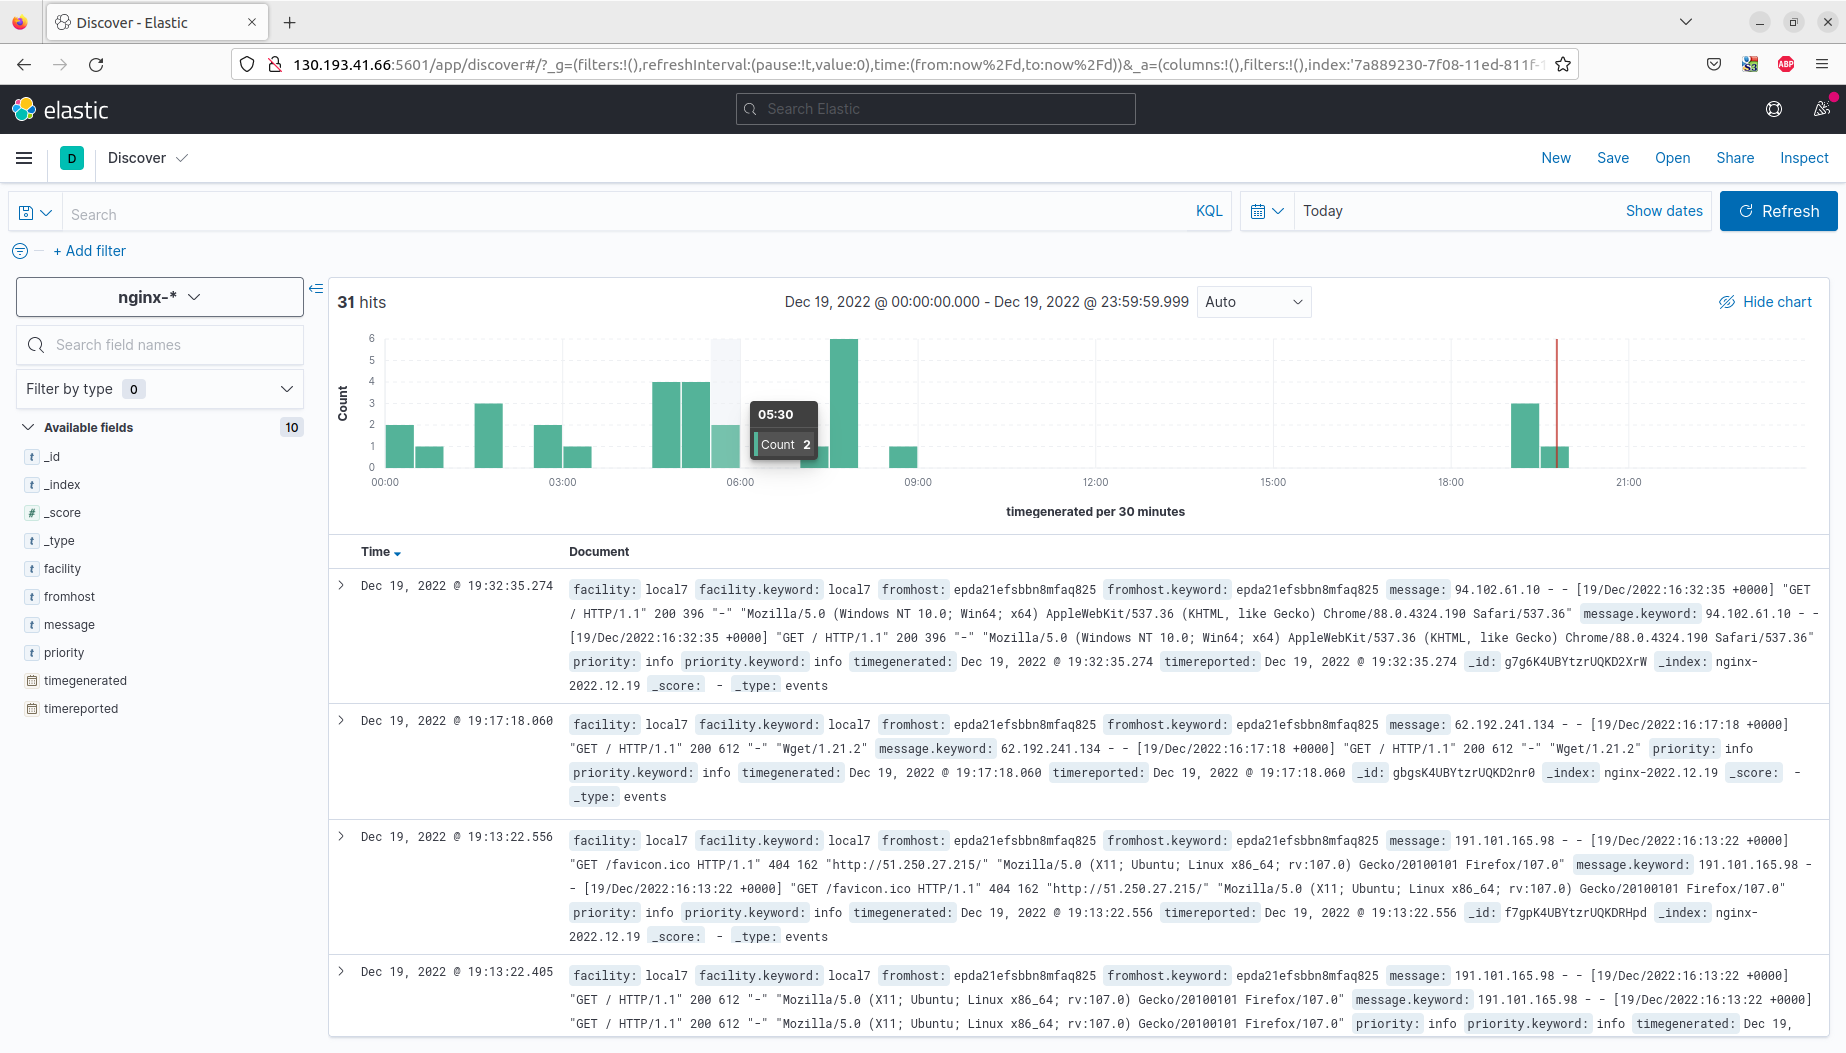 Discover - Elastic
130.193.41.66:5601/app/discover#/?_g=(filters:!(),refreshInterval:(pause:!t,value:0),time:(from:now%2Fd,to:now%2Fd))&_a=(columns:!(),filters:!(),index:'7a889230-7f08-11ed-811f-1
S3
ABP
elastic
Search Elastic
D
Discover
New
Save
Open
Share
Inspect
Search
KQL
Today
Show dates
Refresh
+ Add filter
nginx-*
Search field names
Filter by type 0
Available fields 10
t _id
t _index
# _score
t _type
t facility
t fromhost
t message
t priority
timegenerated
timereported
31 hits
Dec 19, 2022 @ 00:00:00.000 - Dec 19, 2022 @ 23:59:59.999
Auto
Hide chart
Count
6
5
4
3
2
1
0
05:30
Count 2
00:00
03:00
06:00
09:00
12:00
15:00
18:00
21:00
timegenerated per 30 minutes
Time
Document
Dec 19, 2022 @ 19:32:35.274
facility: local7 facility.keyword: local7 fromhost: epda21efsbbn8mfaq825 fromhost.keyword: epda21efsbbn8mfaq825 message: 94.102.61.10 - - [19/Dec/2022:16:32:35 +0000] "GET
/ HTTP/1.1" 200 396 "-" "Mozilla/5.0 (Windows NT 10.0; Win64; x64) AppleWebKit/537.36 (KHTML, like Gecko) Chrome/88.0.4324.190 Safari/537.36" message.keyword: 94.102.61.10 - -
[19/Dec/2022:16:32:35 +0000] "GET / HTTP/1.1" 200 396 "-" "Mozilla/5.0 (Windows NT 10.0; Win64; x64) AppleWebKit/537.36 (KHTML, like Gecko) Chrome/88.0.4324.190 Safari/537.36"
priority: info priority.keyword: info timegenerated: Dec 19, 2022 @ 19:32:35.274 timereported: Dec 19, 2022 @ 19:32:35.274 _id: g7g6K4UBYtzrUQKD2XrW _index: nginx-
2022.12.19 _score: - _type: events
Dec 19, 2022 @ 19:17:18.060
facility: local7 facility.keyword: local7 fromhost: epda21efsbbn8mfaq825 fromhost.keyword: epda21efsbbn8mfaq825 message: 62.192.241.134 - - [19/Dec/2022:16:17:18 +0000]
"GET / HTTP/1.1" 200 612 "-" "Wget/1.21.2" message.keyword: 62.192.241.134 - - [19/Dec/2022:16:17:18 +0000] "GET / HTTP/1.1" 200 612 "-" "Wget/1.21.2" priority: info
priority.keyword: info timegenerated: Dec 19, 2022 @ 19:17:18.060 timereported: Dec 19, 2022 @ 19:17:18.060 _id: gbgsK4UBYtzrUQKD2nr0 _index: nginx-2022.12.19 _score: -
_type: events
Dec 19, 2022 @ 19:13:22.556
facility: local7 facility.keyword: local7 fromhost: epda21efsbbn8mfaq825 fromhost.keyword: epda21efsbbn8mfaq825 message: 191.101.165.98 - - [19/Dec/2022:16:13:22 +0000]
"GET /favicon.ico HTTP/1.1" 404 162 "http://51.250.27.215/" "Mozilla/5.0 (X11; Ubuntu; Linux x86_64; rv:107.0) Gecko/20100101 Firefox/107.0" message.keyword: 191.101.165.98 -
- [19/Dec/2022:16:13:22 +0000] "GET /favicon.ico HTTP/1.1" 404 162 "http://51.250.27.215/" "Mozilla/5.0 (X11; Ubuntu; Linux x86_64; rv:107.0) Gecko/20100101 Firefox/107.0"
priority: info priority.keyword: info timegenerated: Dec 19, 2022 @ 19:13:22.556 timereported: Dec 19, 2022 @ 19:13:22.556 _id: f7gpK4UBYtzrUQKDRHpd _index: nginx-
2022.12.19 _score: - _type: events
Dec 19, 2022 @ 19:13:22.405
facility: local7 facility.keyword: local7 fromhost: epda21efsbbn8mfaq825 fromhost.keyword: epda21efsbbn8mfaq825 message: 191.101.165.98 - - [19/Dec/2022:16:13:22 +0000]
"GET / HTTP/1.1" 200 612 "-" "Mozilla/5.0 (X11; Ubuntu; Linux x86_64; rv:107.0) Gecko/20100101 Firefox/107.0" message.keyword: 191.101.165.98 - - [19/Dec/2022:16:13:22 +0000]
"GET / HTTP/1.1" 200 612 "-" "Mozilla/5.0 (X11; Ubuntu; Linux x86_64; rv:107.0) Gecko/20100101 Firefox/107.0" priority: info priority.keyword: info timegenerated: Dec 19,